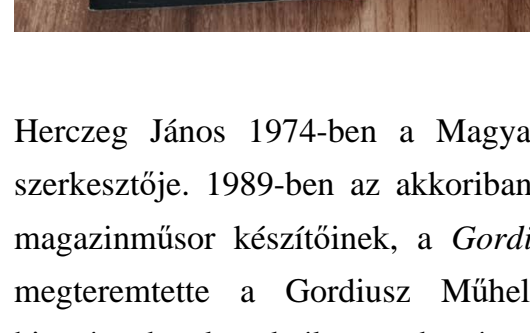 Herczeg János 1974-ben a Magya
szerkesztője. 1989-ben az akkoriban
magazinműsor készítőinek, a Gordi
megteremtette a Gordiusz Műhel